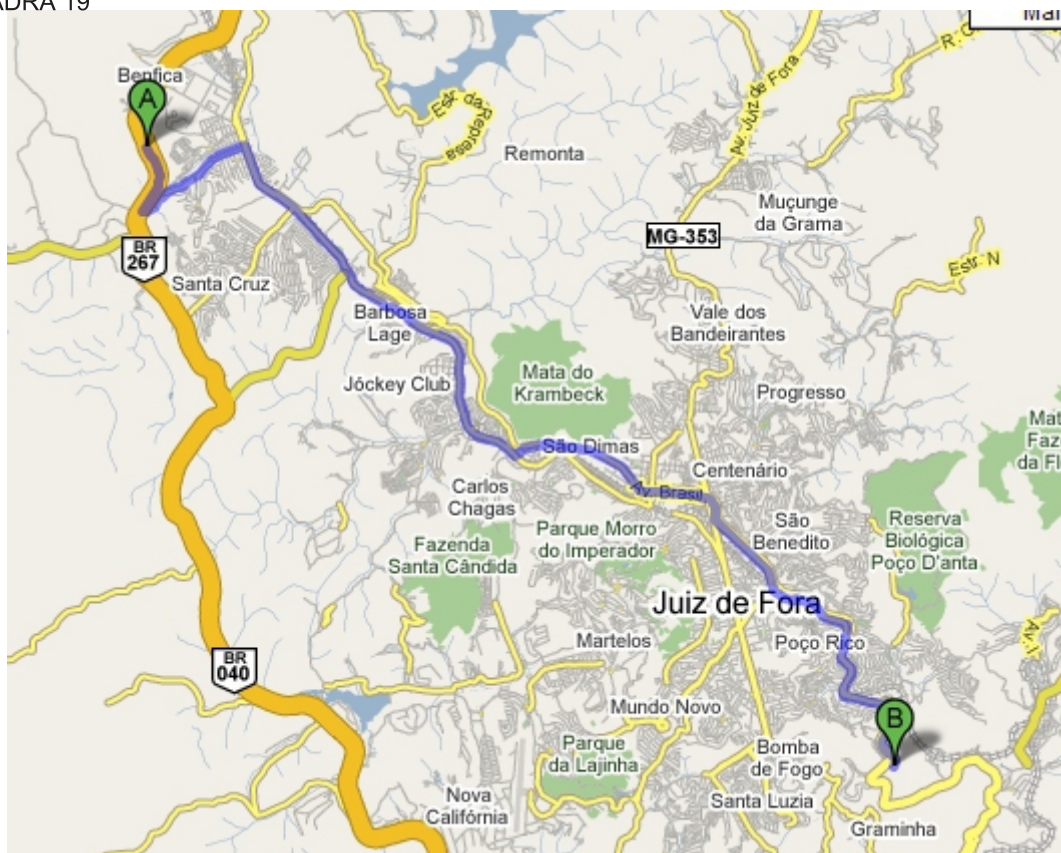 Benfica
A
Estr. da Represa
Remonta
Av. Juiz de Fora
Muçunge
da Grama
MG-353
Estr. N
BR
267
Santa Cruz
Barbosa
Lage
Vale dos
Bandeirantes
Jóckey Club
Mata do
Krambeck
Progresso
São Dimas
Centenário
Av. Brasil
Carlos
Chagas
São
Benedito
Reserva
Biológica
Poço D'anta
Parque Morro
do Imperador
Fazenda
Santa Cândida
Juiz de Fora
Martelos
Poço Rico
BR
040
Mundo Novo
B
Parque
da Lajinha
Bomba
de Fogo
Santa Luzia
Nova
Califórnia
Graminha